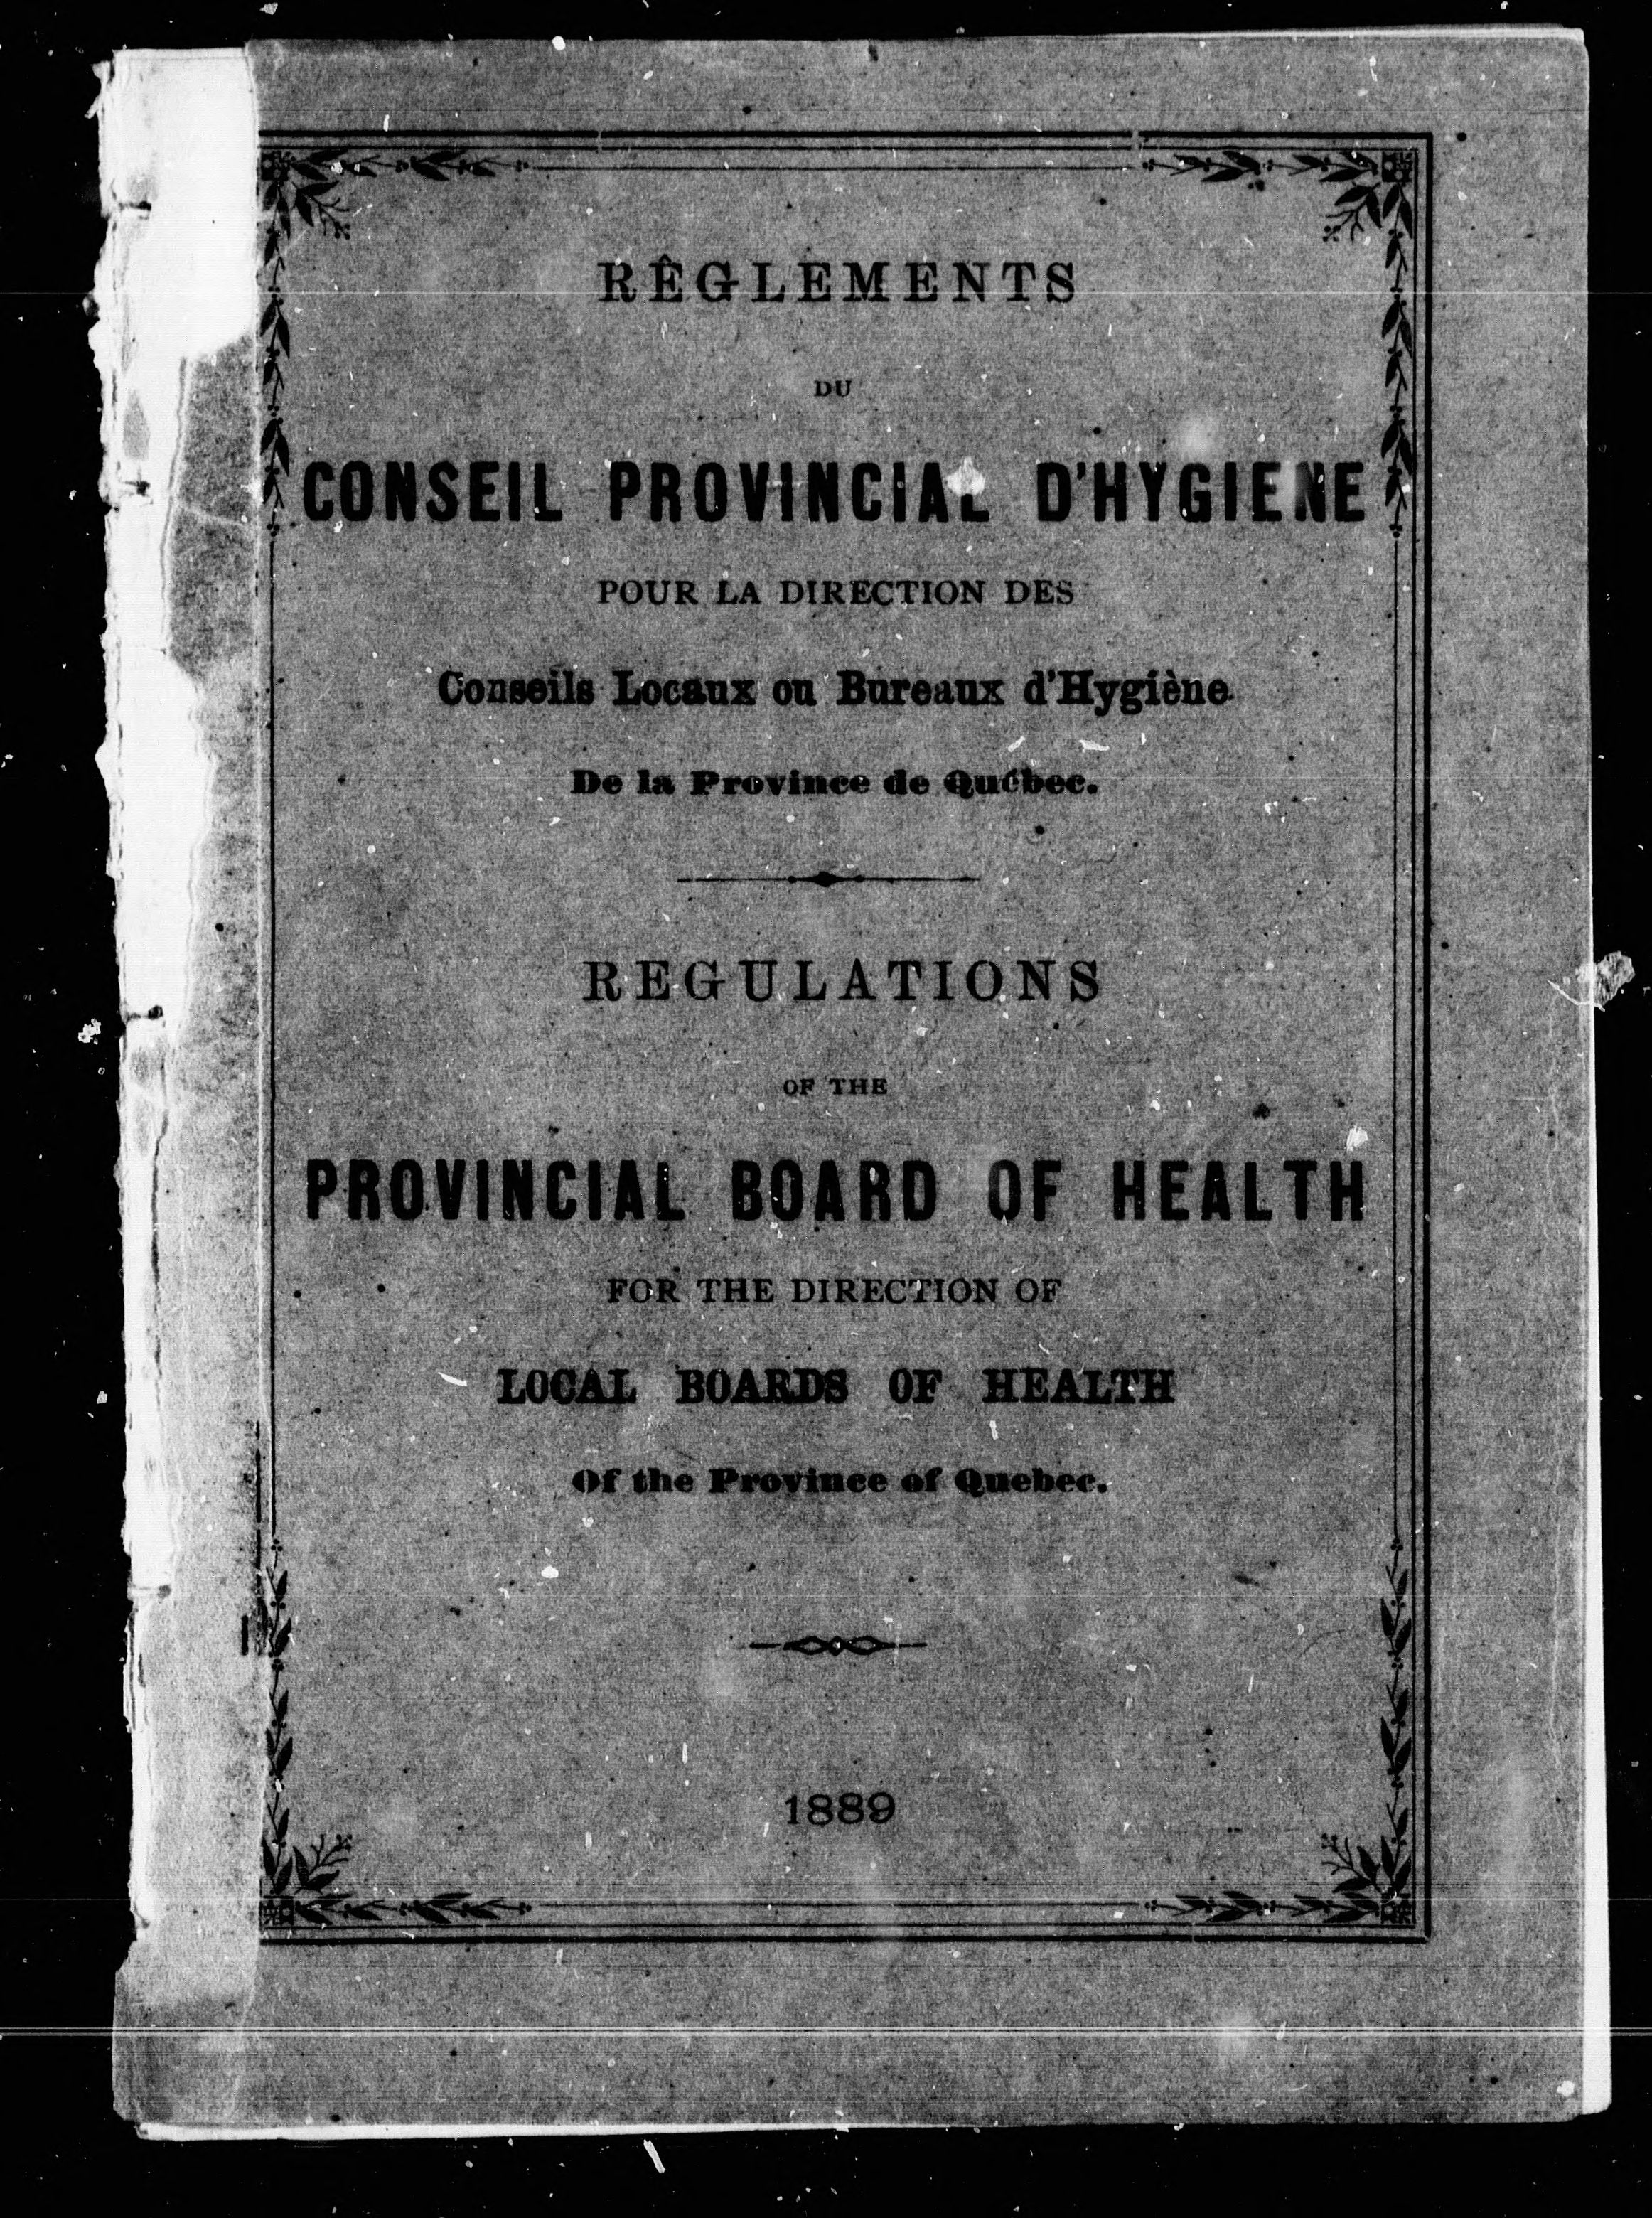 RÊGLEMENTS
DU
CONSEIL PROVINCIAL D'HYGIENE
POUR LA DIRECTION DES
Conseils Locaux ou Bureaux d'Hygiène
De la Province de Québec.
REGULATIONS
OF THE
PROVINCIAL BOARD OF HEALTH
FOR THE DIRECTION OF
LOCAL BOARDS OF HEALTH
Of the Province of Quebec.
1889